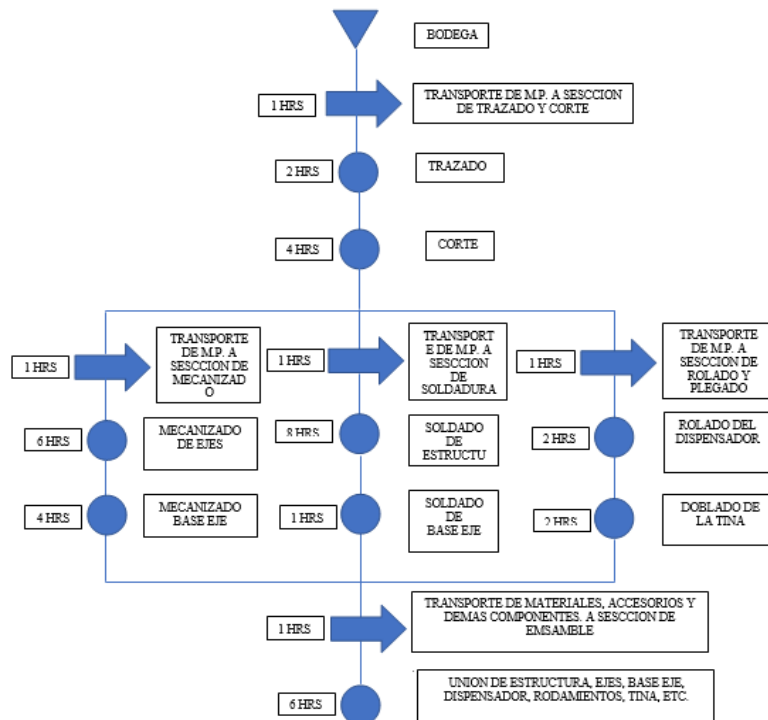 BODEGA
1 HRS
TRANSPORTE DE M.P. A SESCCION
DE TRAZADO Y CORTE
2 HRS
TRAZADO
4 HRS
CORTE
1 HRS
TRANSPORTE
DE M.P. A
SESCCION DE
MECANIZAD
O
1 HRS
TRANSPORT
E DE M.P. A
SESCCION
DE
SOLDADURA
1 HRS
TRANSPORTE
DE M.P. A
SESCCION DE
ROLADO Y
PLEGADO
6 HRS
MECANIZADO
DE EJES
8 HRS
SOLDADO
DE
ESTRUCTU
2 HRS
ROLADO DEL
DISPENSADOR
4 HRS
MECANIZADO
BASE EJE
1 HRS
SOLDADO
DE
BASE EJE
2 HRS
DOBLADO DE
LA TINA
1 HRS
TRANSPORTE DE MATERIALES, ACCESORIOS Y
DEMAS COMPONENTES. A SESCCION DE
EMSAMBLE
6 HRS
UNION DE ESTRUCTURA, EJES, BASE EJE,
DISPENSADOR, RODAMIENTOS, TINA, ETC.